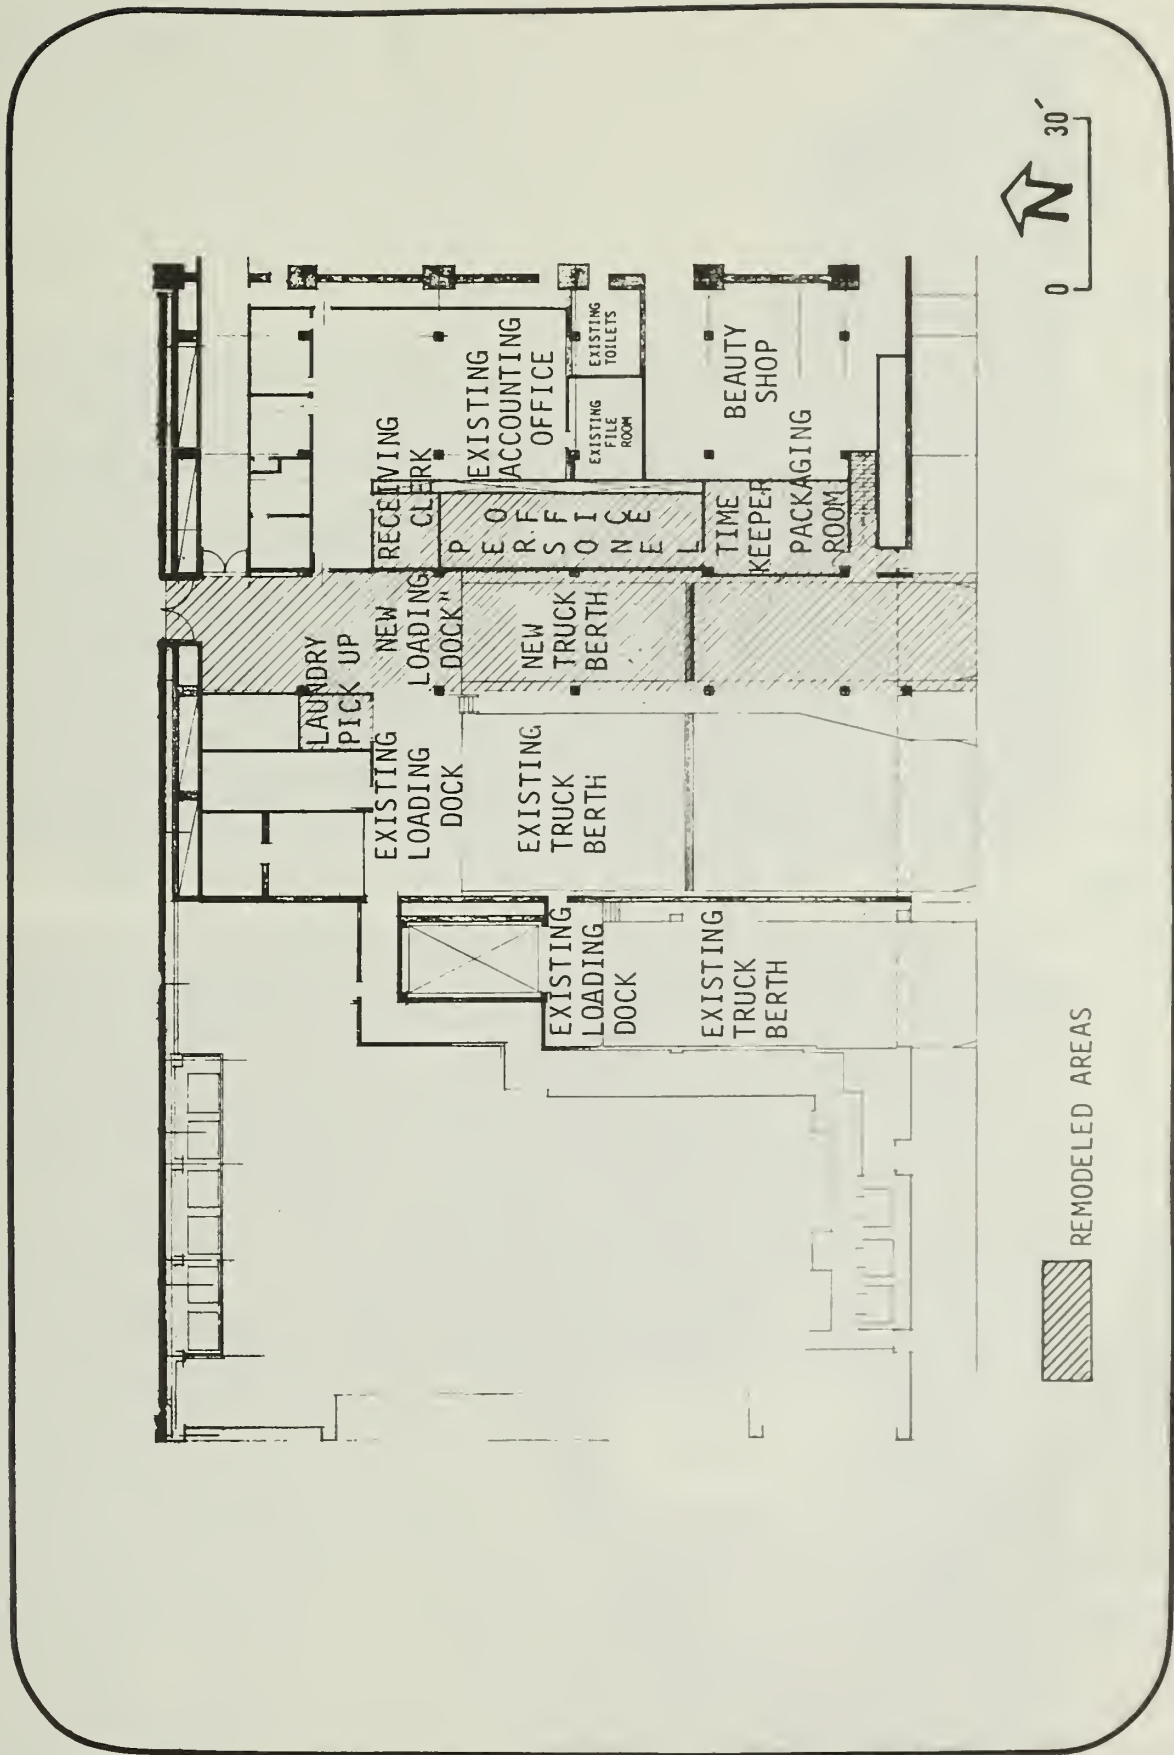 LAUNDRY
PICK UP
NEW
LOADING
DOCK"
RECEIVING
CLERK
EXISTING
LOADING
DOCK
EXISTING
ACCOUNTING
OFFICE
P
E O
R F
S F
O I
N C
E E
L
NEW
TRUCK
BERTH
EXISTING
TRUCK
BERTH
EXISTING
FILE
ROOM
EXISTING
TOILETS
EXISTING
LOADING
DOCK
EXISTING
TRUCK
BERTH
TIME
KEEPER
BEAUTY
SHOP
PACKAGING
ROOM
REMODELED AREAS
N
0 30'